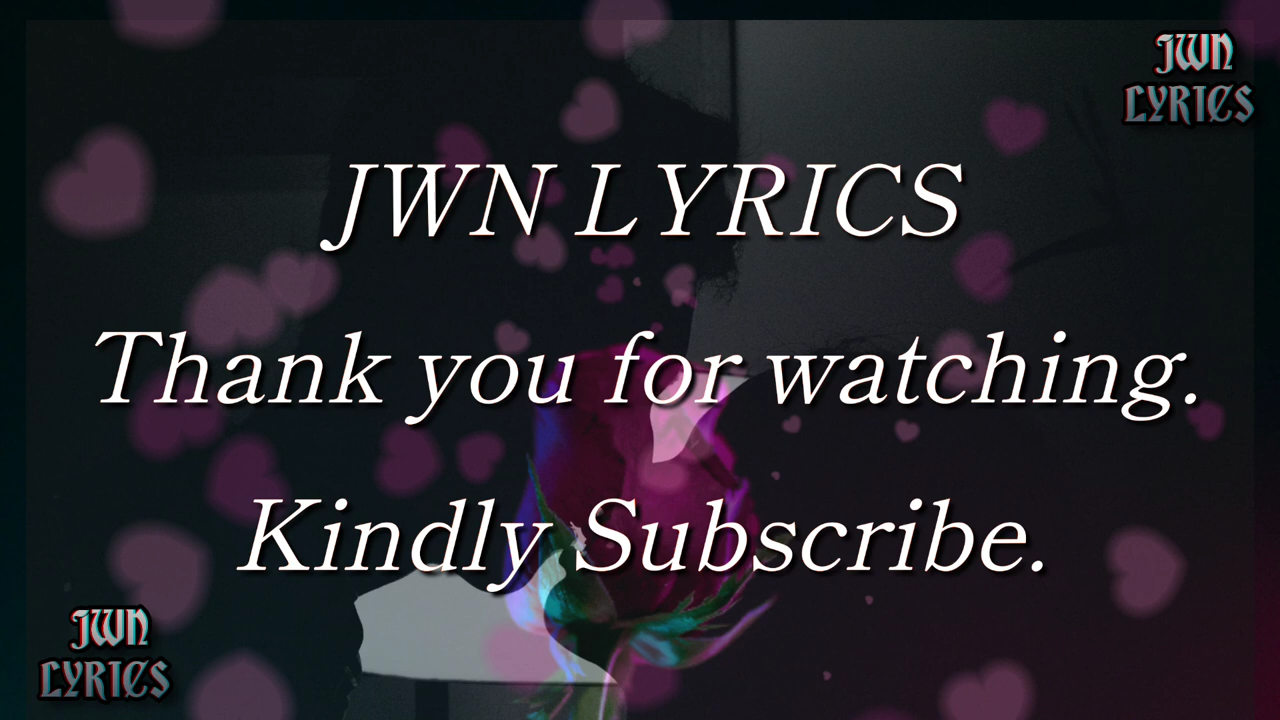 JWN
LYRICS
JWN LYRICS
Thank you for watching.
Kindly Subscribe.
JWN
LYRICS